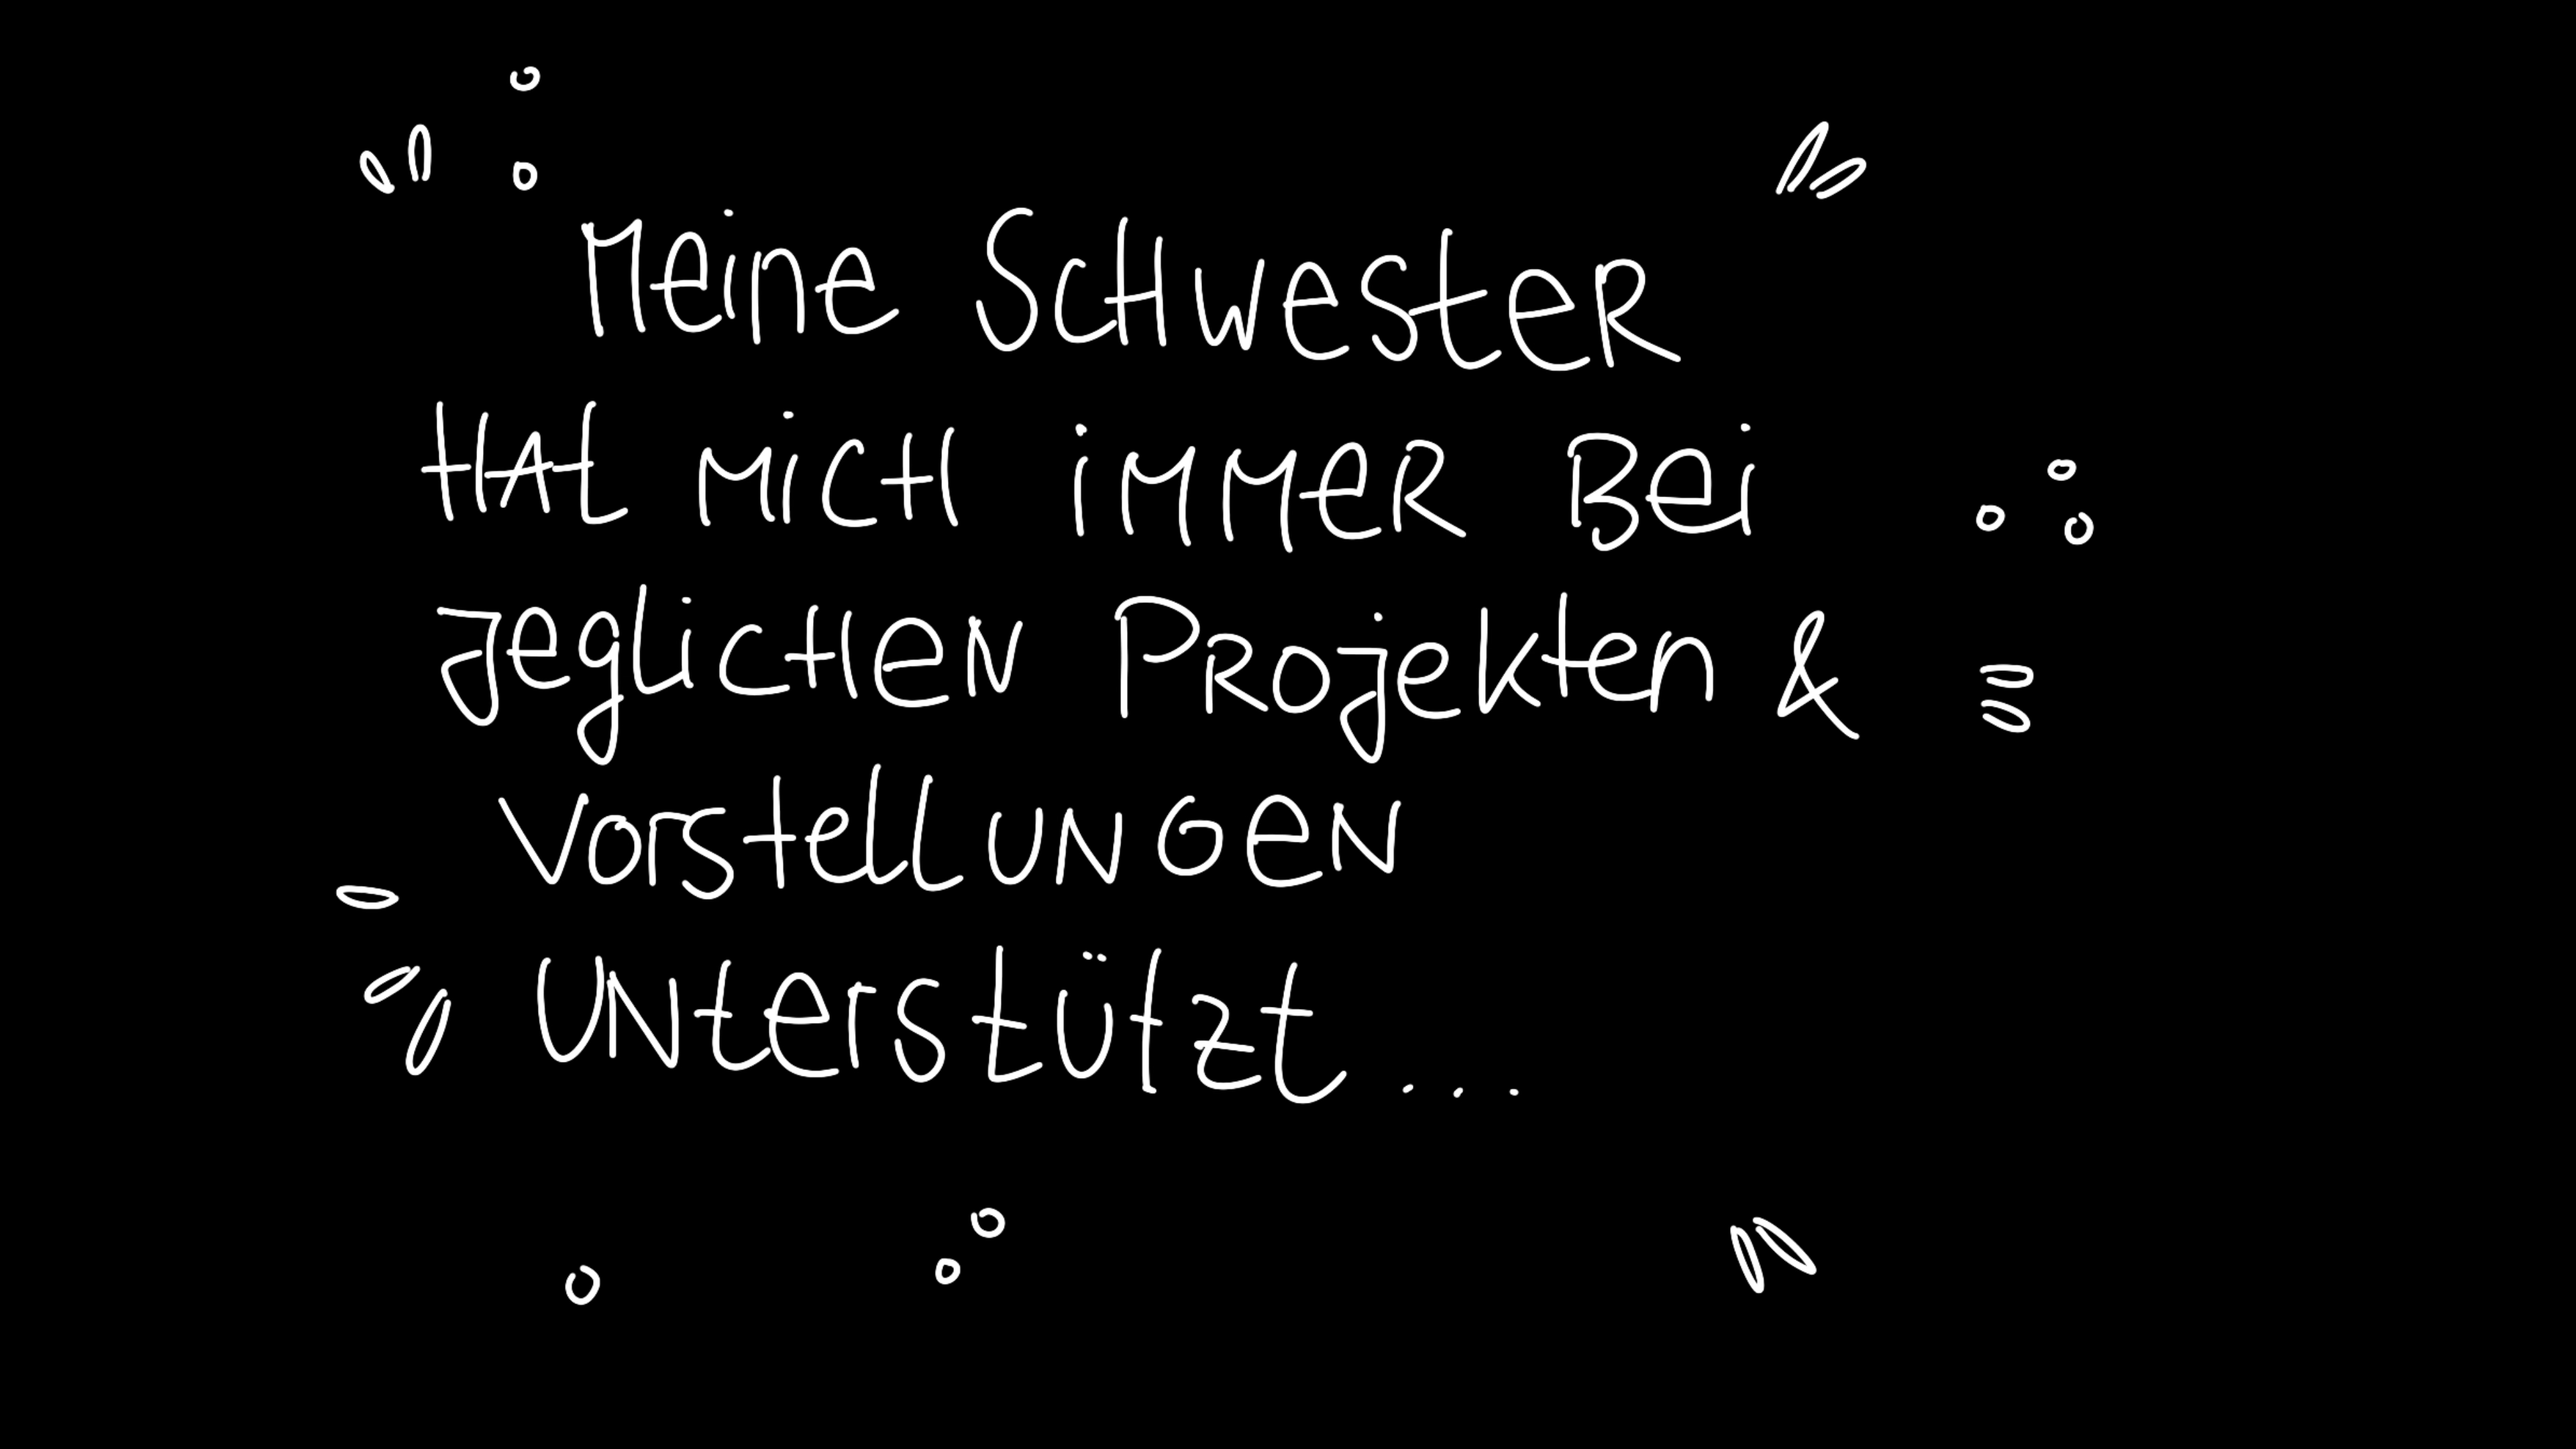 Meine Schwester
hat mich immer bei
jeglichen Projekten &
Vorstellungen
unterstützt...